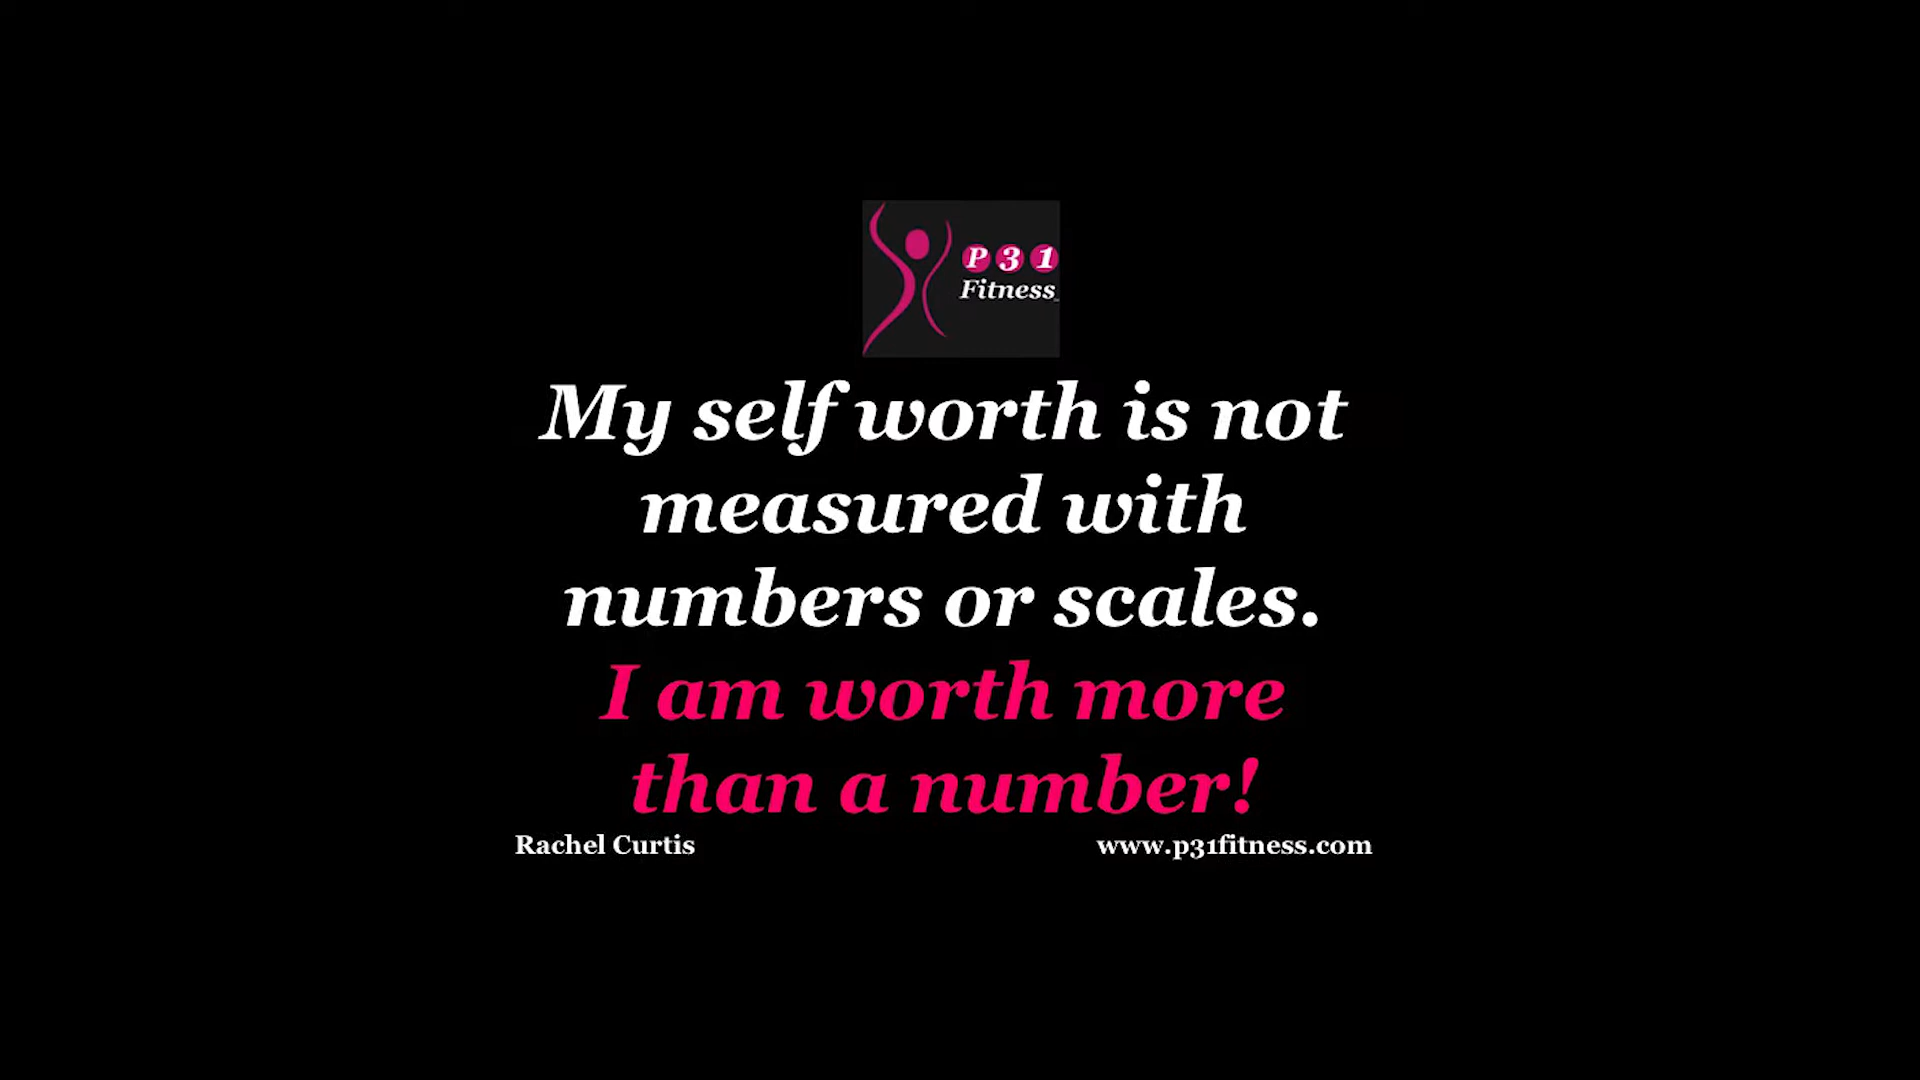 P31
Fitness
My self worth is not
measured with
numbers or scales.
I am worth more
than a number!
Rachel Curtis
www.p31fitness.com